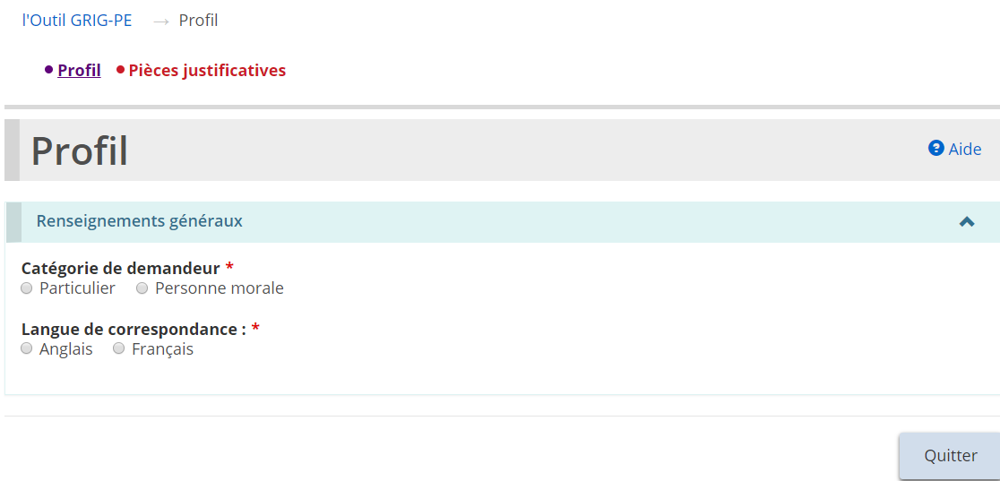 l'Outil GRIG-PE → Profil
• Profil • Pièces justificatives
Profil
? Aide
Renseignements généraux
Catégorie de demandeur *
Particulier Personne morale
Langue de correspondance : *
Anglais Français
Quitter